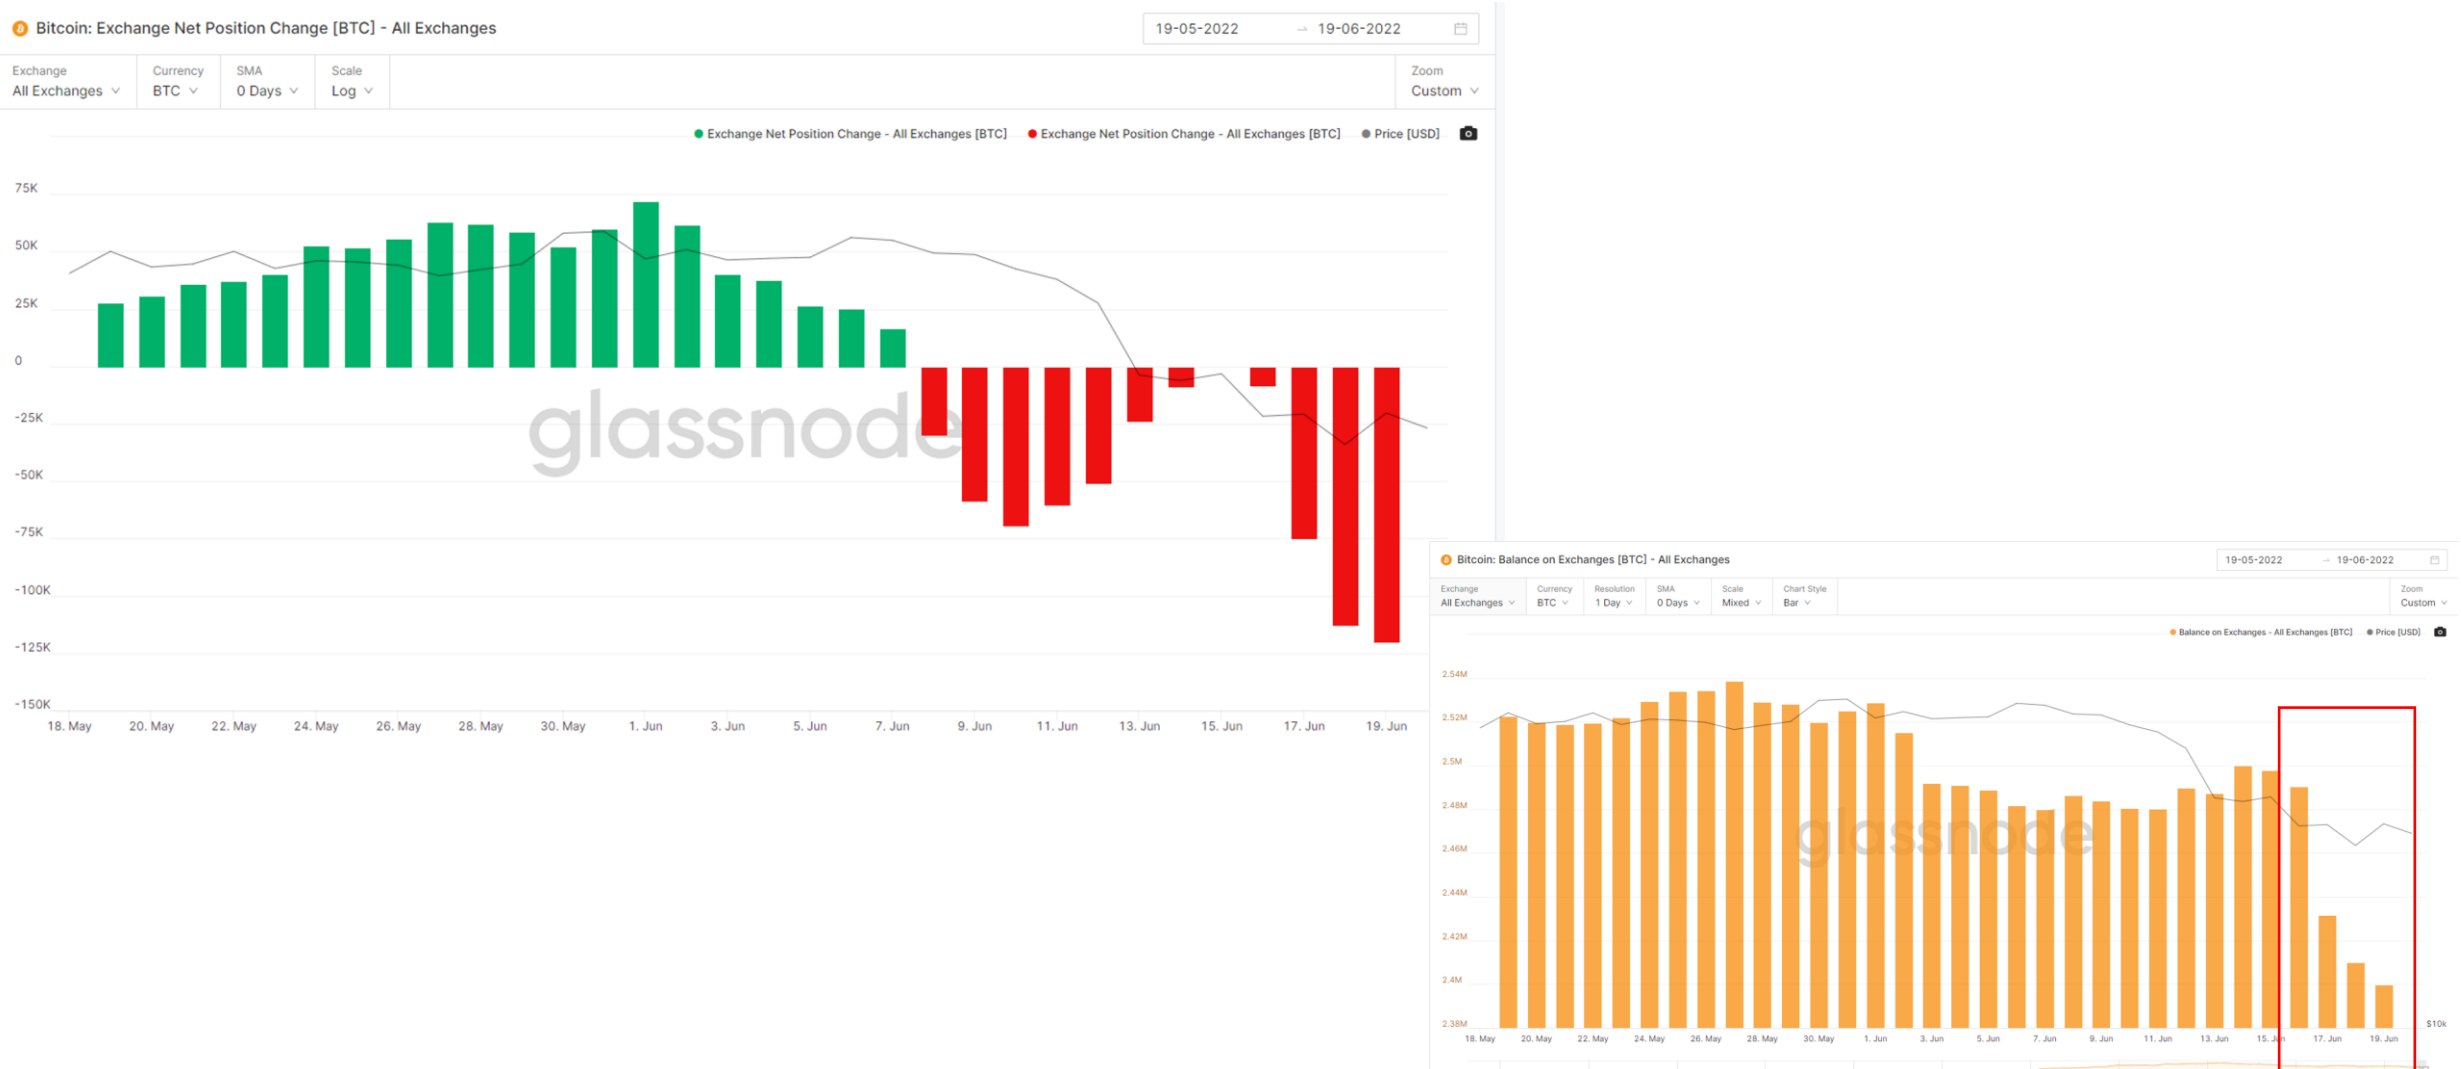 Bitcoin: Exchange Net Position Change [BTC] - All Exchanges
19-05-2022 → 19-06-2022
Exchange Currency SMA Scale Zoom
All Exchanges BTC 0 Days Log Custom
Exchange Net Position Change - All Exchanges [BTC] Exchange Net Position Change - All Exchanges [BTC] Price [USD]
75K
50K
25K
0
-25K
glassnode
-50K
-75K
-100K
-125K
-150K
18. May 20. May 22. May 24. May 26. May 28. May 30. May 1. Jun 3. Jun 5. Jun 7. Jun 9. Jun 11. Jun 13. Jun 15. Jun 17. Jun 19. Jun
Bitcoin: Balance on Exchanges [BTC] - All Exchanges
19-05-2022 → 19-06-2022
Exchange Currency Resolution SMA Scale Chart Style Zoom
All Exchanges BTC 1 Day 0 Days Mixed Bar Custom
Balance on Exchanges - All Exchanges [BTC] Price [USD]
2.54M
2.52M
2.5M
2.48M
glassnode
2.46M
2.44M
2.42M
2.4M
2.38M
$10k
18. May 20. May 22. May 24. May 26. May 28. May 30. May 1. Jun 3. Jun 5. Jun 7. Jun 9. Jun 11. Jun 13. Jun 15. Jun 17. Jun 19. Jun